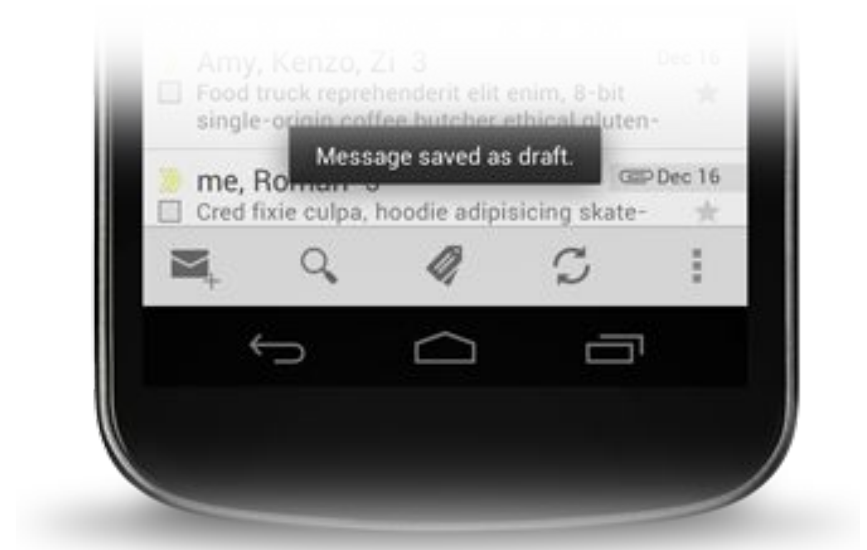 Amy, Kenzo, Zi 3 Dec 16
Food truck reprehenderit elit enim, 8-bit
single-origin coffee butcher ethical gluten-
Message saved as draft.
me, Roman Dec 16
Cred fixie culpa, hoodie adipisicing skate-